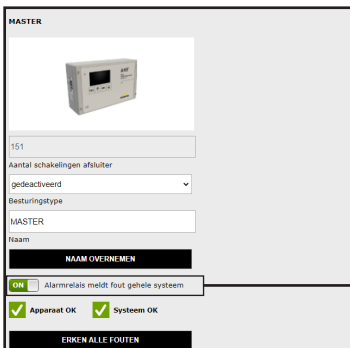 MASTER
151
Aantal schakelingen afsluiter
gedeactiveerd
Besturingstype
MASTER
Naam
NAAM OVERNEMEN
ON Alarmrelais meldt fout gehele systeem
Apparaat OK Systeem OK
ERKEN ALLE FOUTEN